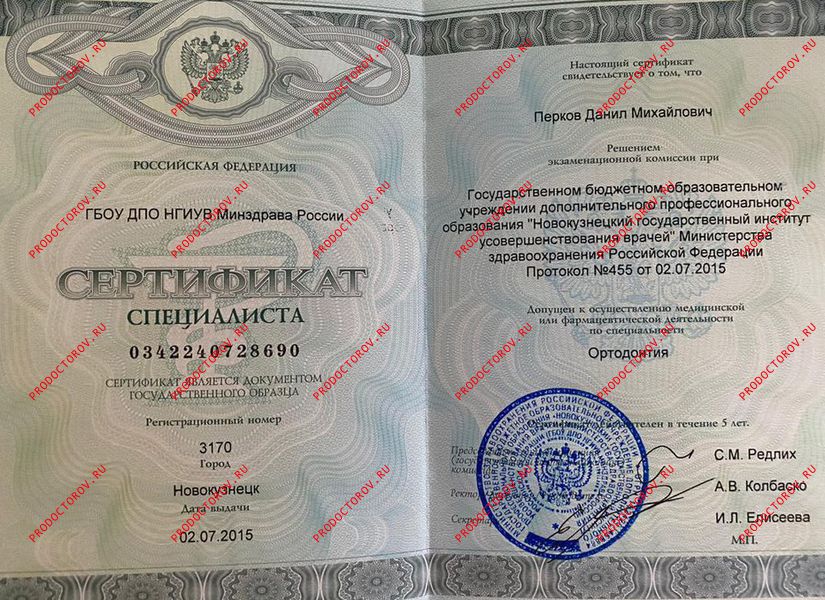 РОССИЙСКАЯ ФЕДЕРАЦИЯ
ГБОУ ДПО НГИУВ Минздрава России
СЕРТИФИКАТ
СПЕЦИАЛИСТА
0342240728690
СЕРТИФИКАТ ЯВЛЯЕТСЯ ДОКУМЕНТОМ
ГОСУДАРСТВЕННОГО ОБРАЗЦА
Регистрационный номер
3170
Город
Новокузнецк
Дата выдачи
02.07.2015
Настоящий сертификат
свидетельствует о том, что
Перков Данил Михайлович
Решением
экзаменационной комиссии при
Государственном бюджетном образовательном
учреждении дополнительного профессионального
образования "Новокузнецкий государственный институт
усовершенствования врачей" Министерства
здравоохранения Российской Федерации
Протокол №455 от 02.07.2015
Допущен к осуществлению медицинской
или фармацевтической деятельности
по специальности
Ортодонтия
Сертификат действителен в течение 5 лет.
С.М. Редлих
А.В. Колбаско
Секретарь
И.Л. Елисеева
М.П.
PRODOCTOROV.RU